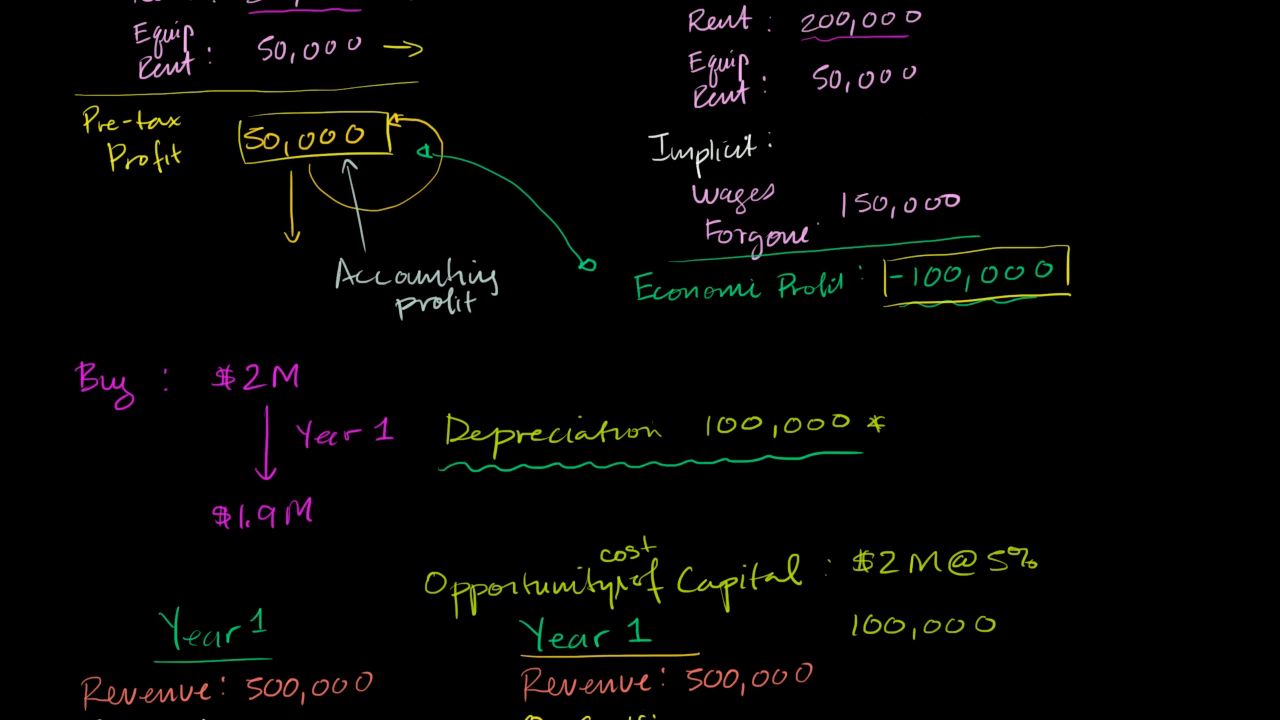 Equip
Rent : 50,000 →
Pre-tax
Profit 50,000
Accounting
profit
Rent : 200,000
Equip
Rent : 50,000
Implicit :
Wages
Forgone : 150,000
Economic Profit : -100,000
Buy : $2M
Year 1
$1.9M
Depreciation 100,000 *
cost
Opportunity of Capital : $2M @ 5%
100,000
Year 1
Revenue : 500,000
Year 1
Revenue : 500,000